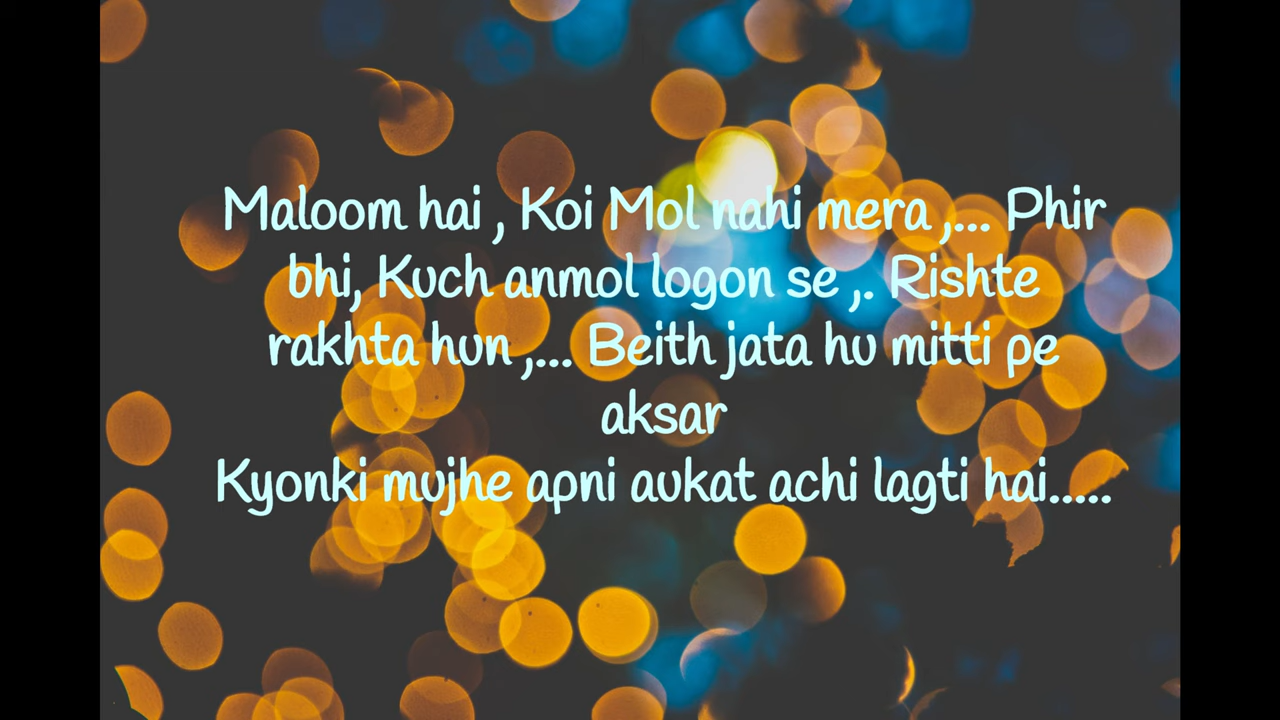 Maloom hai , Koi Mol nahi mera ,... Phir
bhi, Kuch anmol logon se ,. Rishte
rakhta hun ,... Beith jata hu mitti pe
aksar
Kyonki mujhe apni aukat achi lagti hai.....